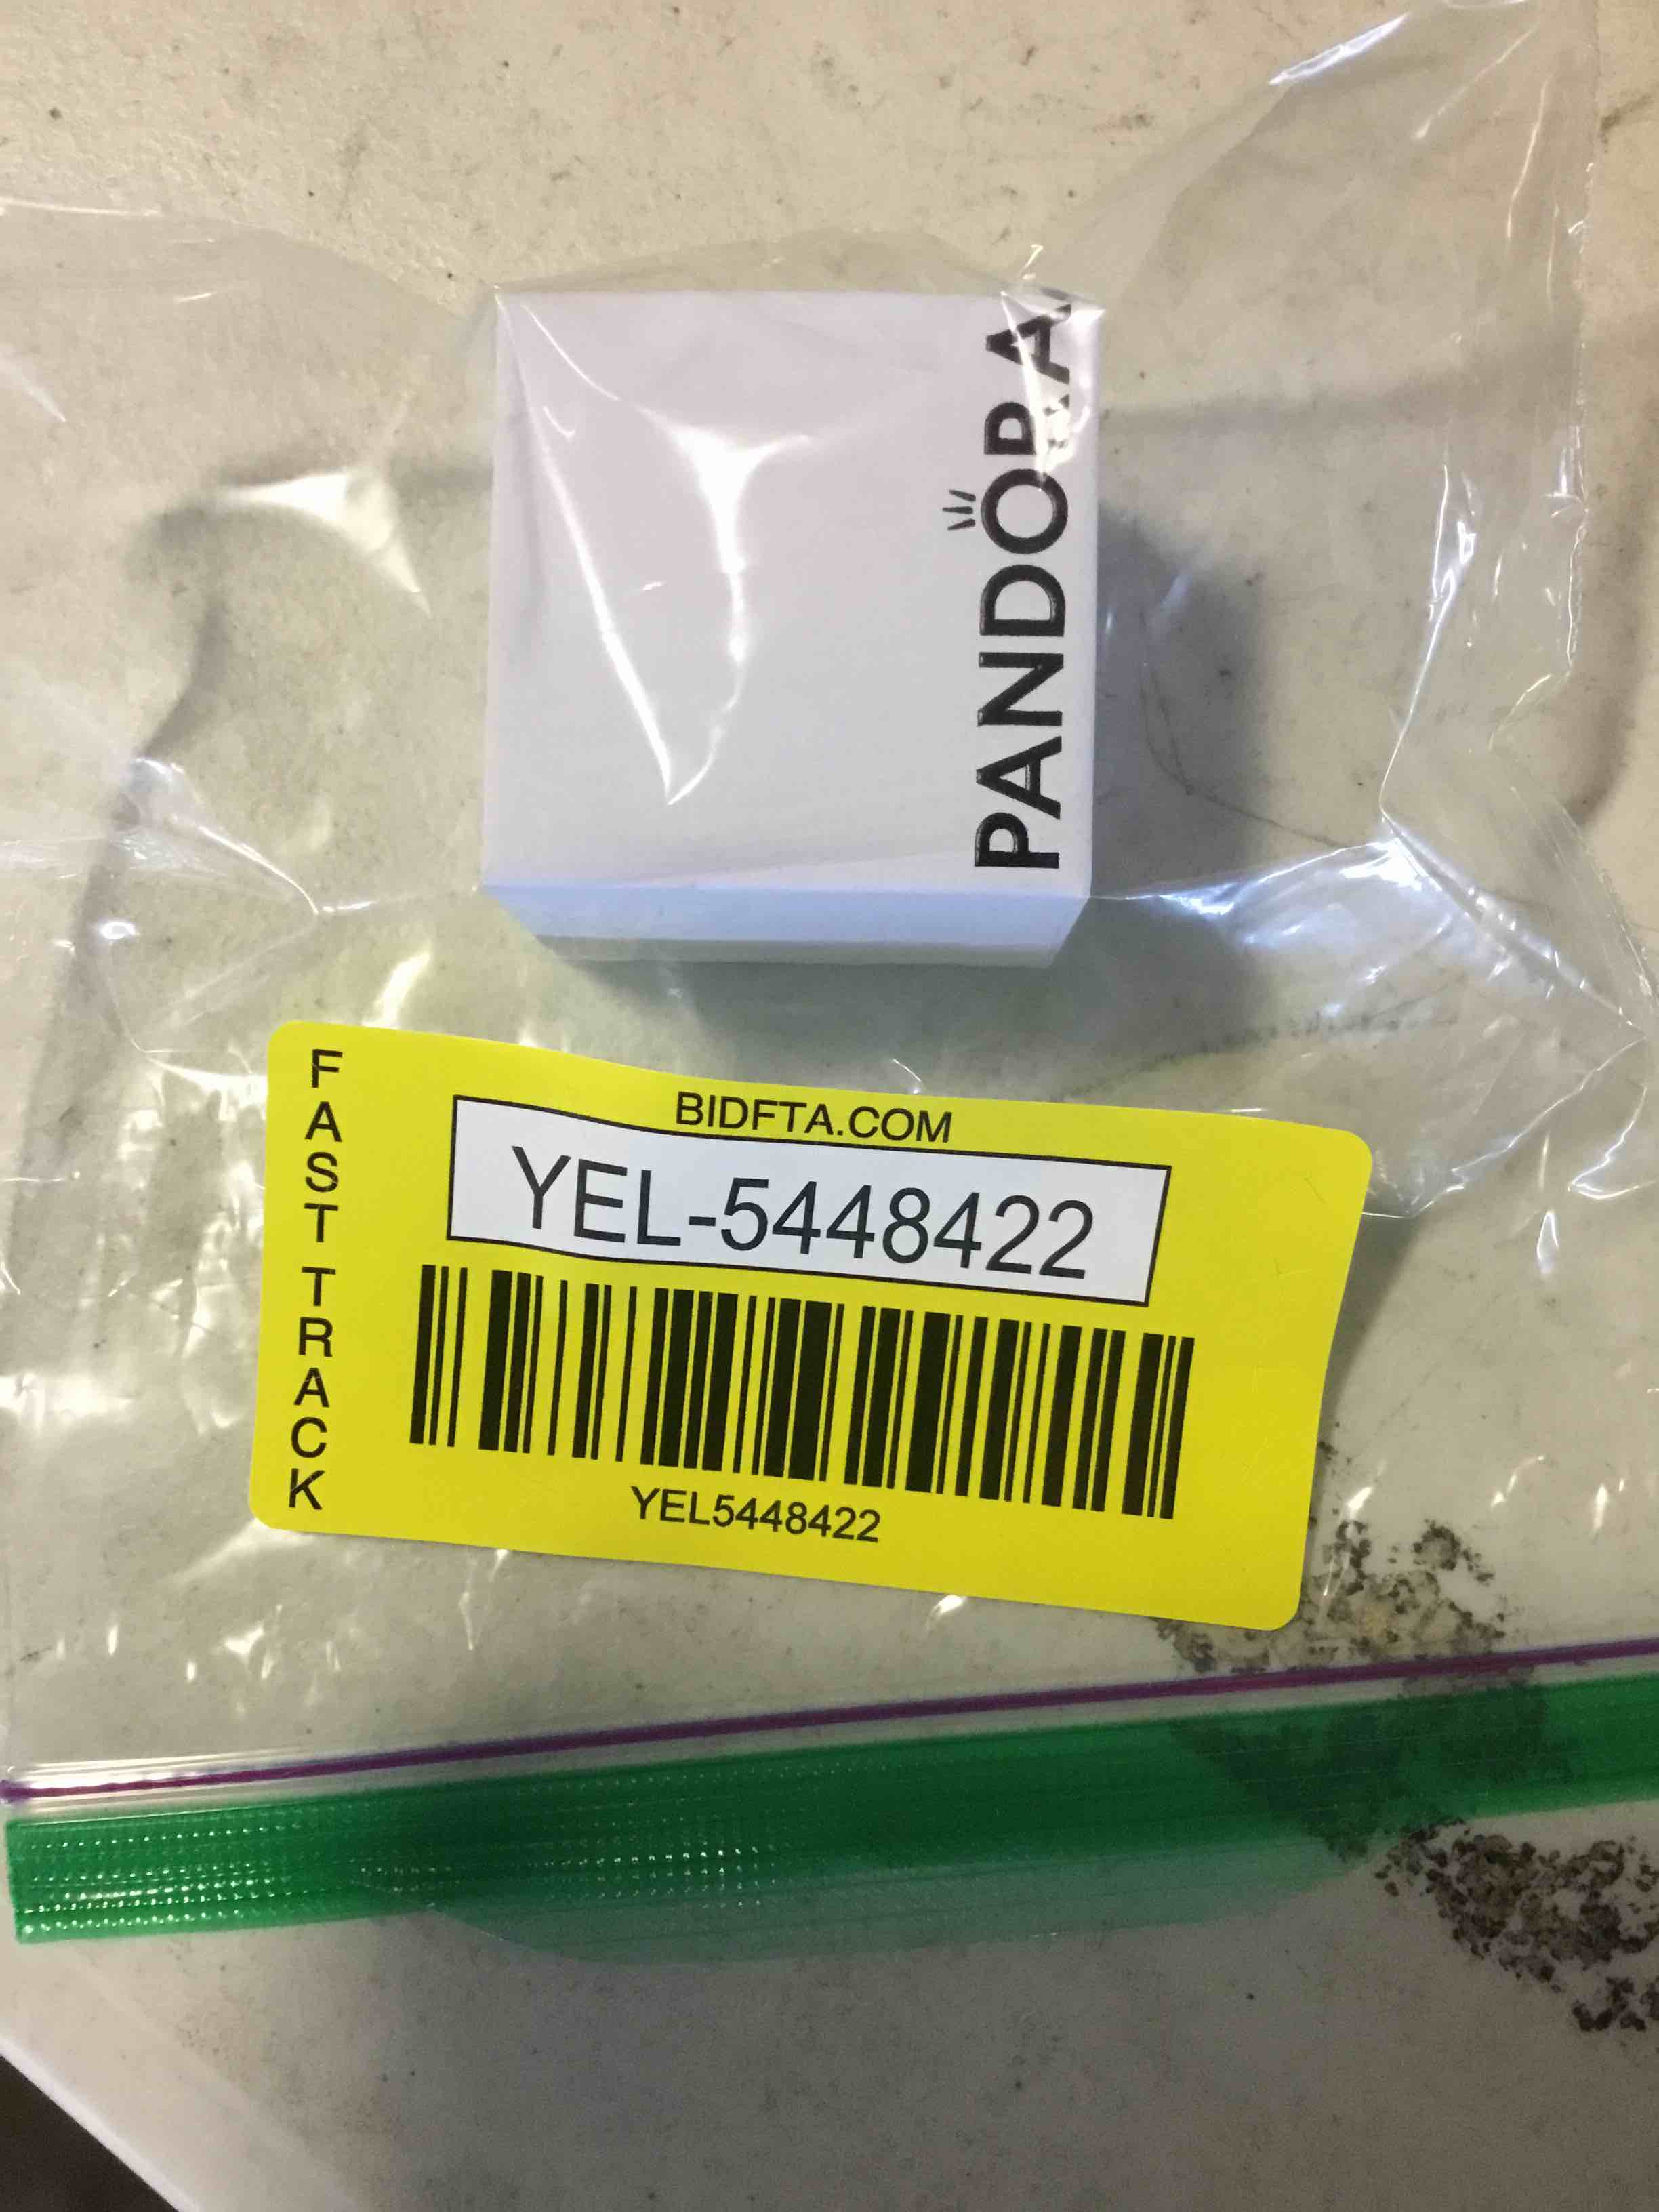 PANDORA
FAST TRACK
BIDFTA.COM
YEL-5448422
YEL5448422